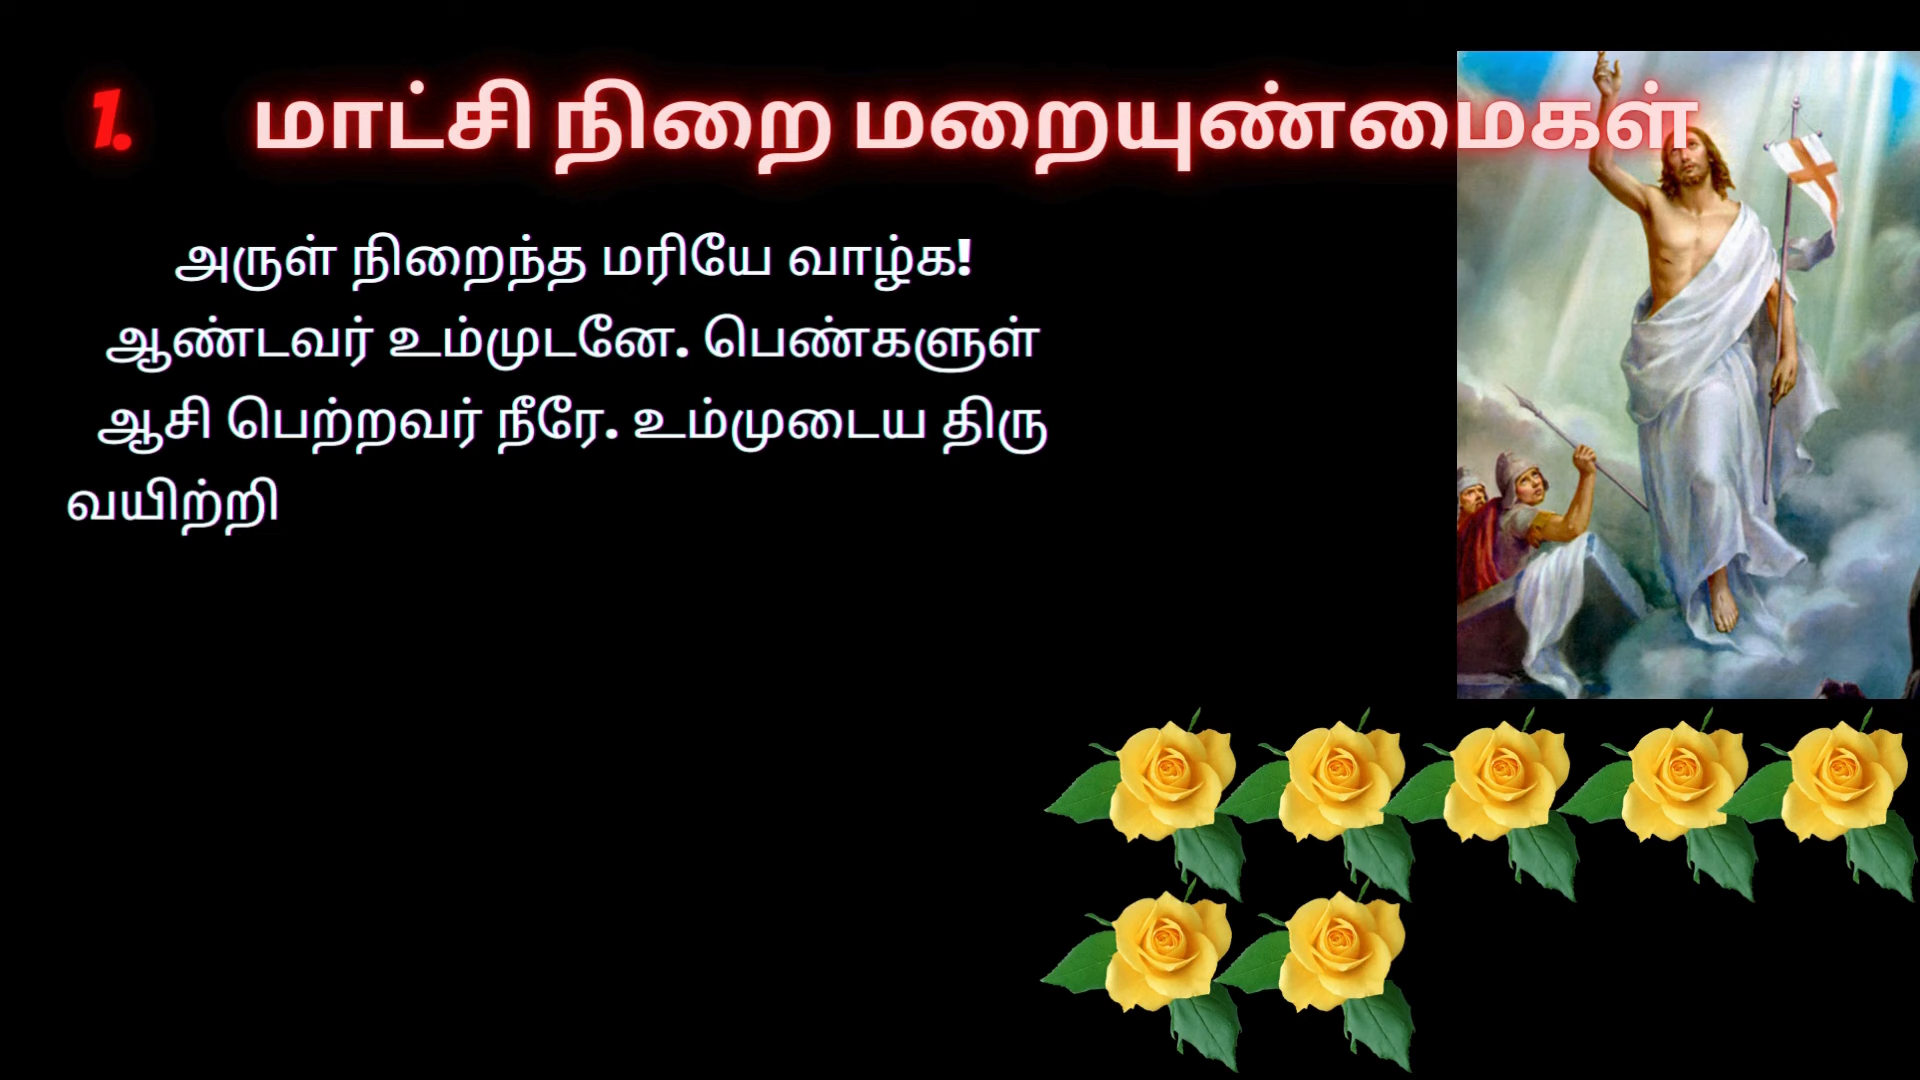 1. மாட்சி நிறை மறையுண்மைகள்
அருள் நிறைந்த மரியே வாழ்க!
ஆண்டவர் உம்முடனே. பெண்களுள்
ஆசி பெற்றவர் நீரே. உம்முடைய திரு
வயிற்றி